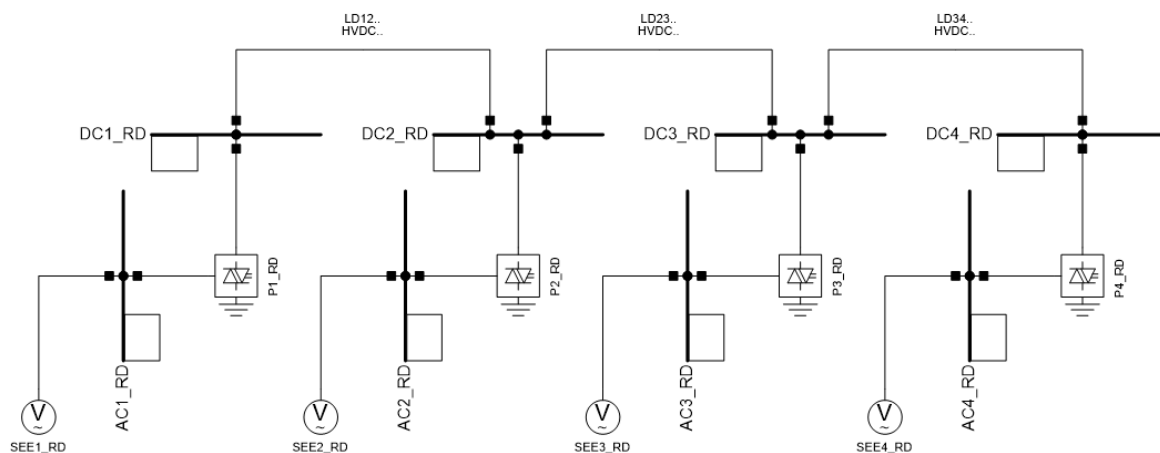 LD12..
HVDC..
LD23..
HVDC..
LD34..
HVDC..
DC1_RD
DC2_RD
DC3_RD
DC4_RD
P1_RD
P2_RD
P3_RD
P4_RD
AC1_RD
AC2_RD
AC3_RD
AC4_RD
V
~
V
~
V
~
V
~
SEE1_RD
SEE2_RD
SEE3_RD
SEE4_RD